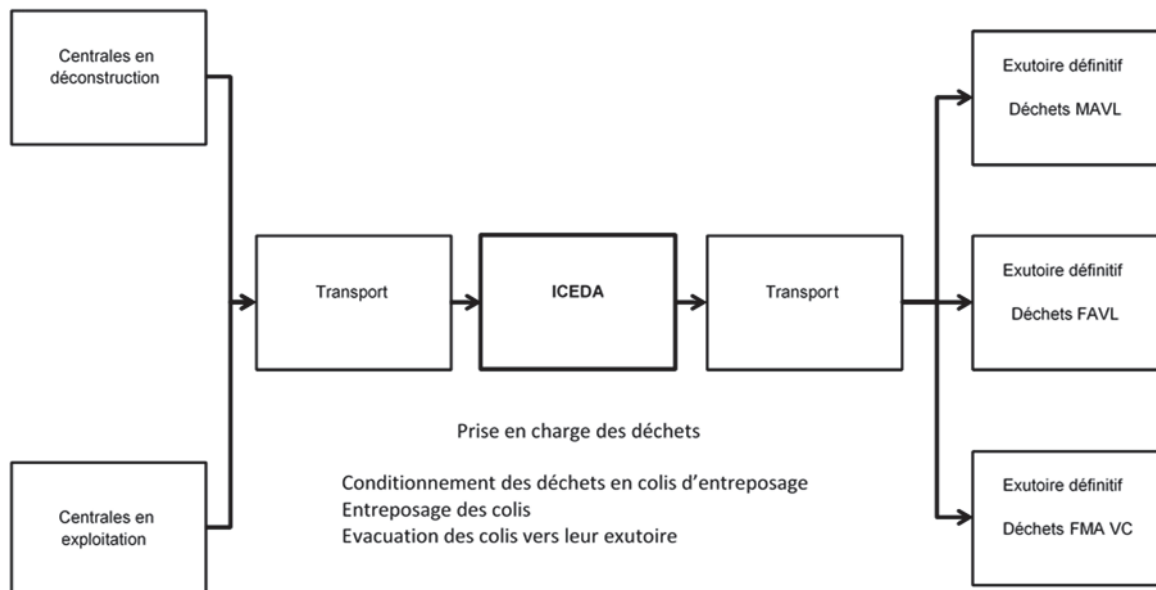 Centrales en
déconstruction
Centrales en
exploitation
Transport
ICEDA
Transport
Exutoire définitif
Déchets MAVL
Exutoire définitif
Déchets FAVL
Exutoire définitif
Déchets FMA VC
Prise en charge des déchets
Conditionnement des déchets en colis d'entreposage
Entreposage des colis
Evacuation des colis vers leur exutoire